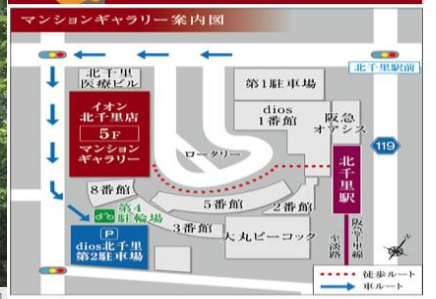 マンションギャラリー案内図
北千里駅前
北千里
医療ビル
第1駐車場
イオン
北千里店
5F
マンション
ギャラリー
dios
1番館
阪急
オアシス
119
ロータリー
北千里駅
8番館
第4
駐輪場
5番館
2番館
3番館
大丸ピーコック
P
dios北千里
第2駐車場
阪急千里線
至淡路
徒歩ルート
車ルート